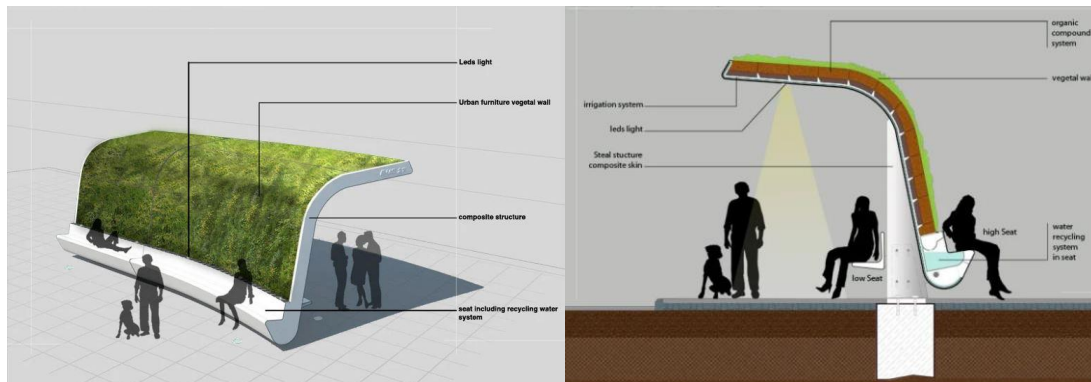 Leds light
Urban furniture vegetal wall
composite structure
seat including recycling water
system
organic
compound
system
vegetal wal
irrigation system
leds light
Steal stucture
composite skin
high Seat
water
recycling
system
in seat
low Seat